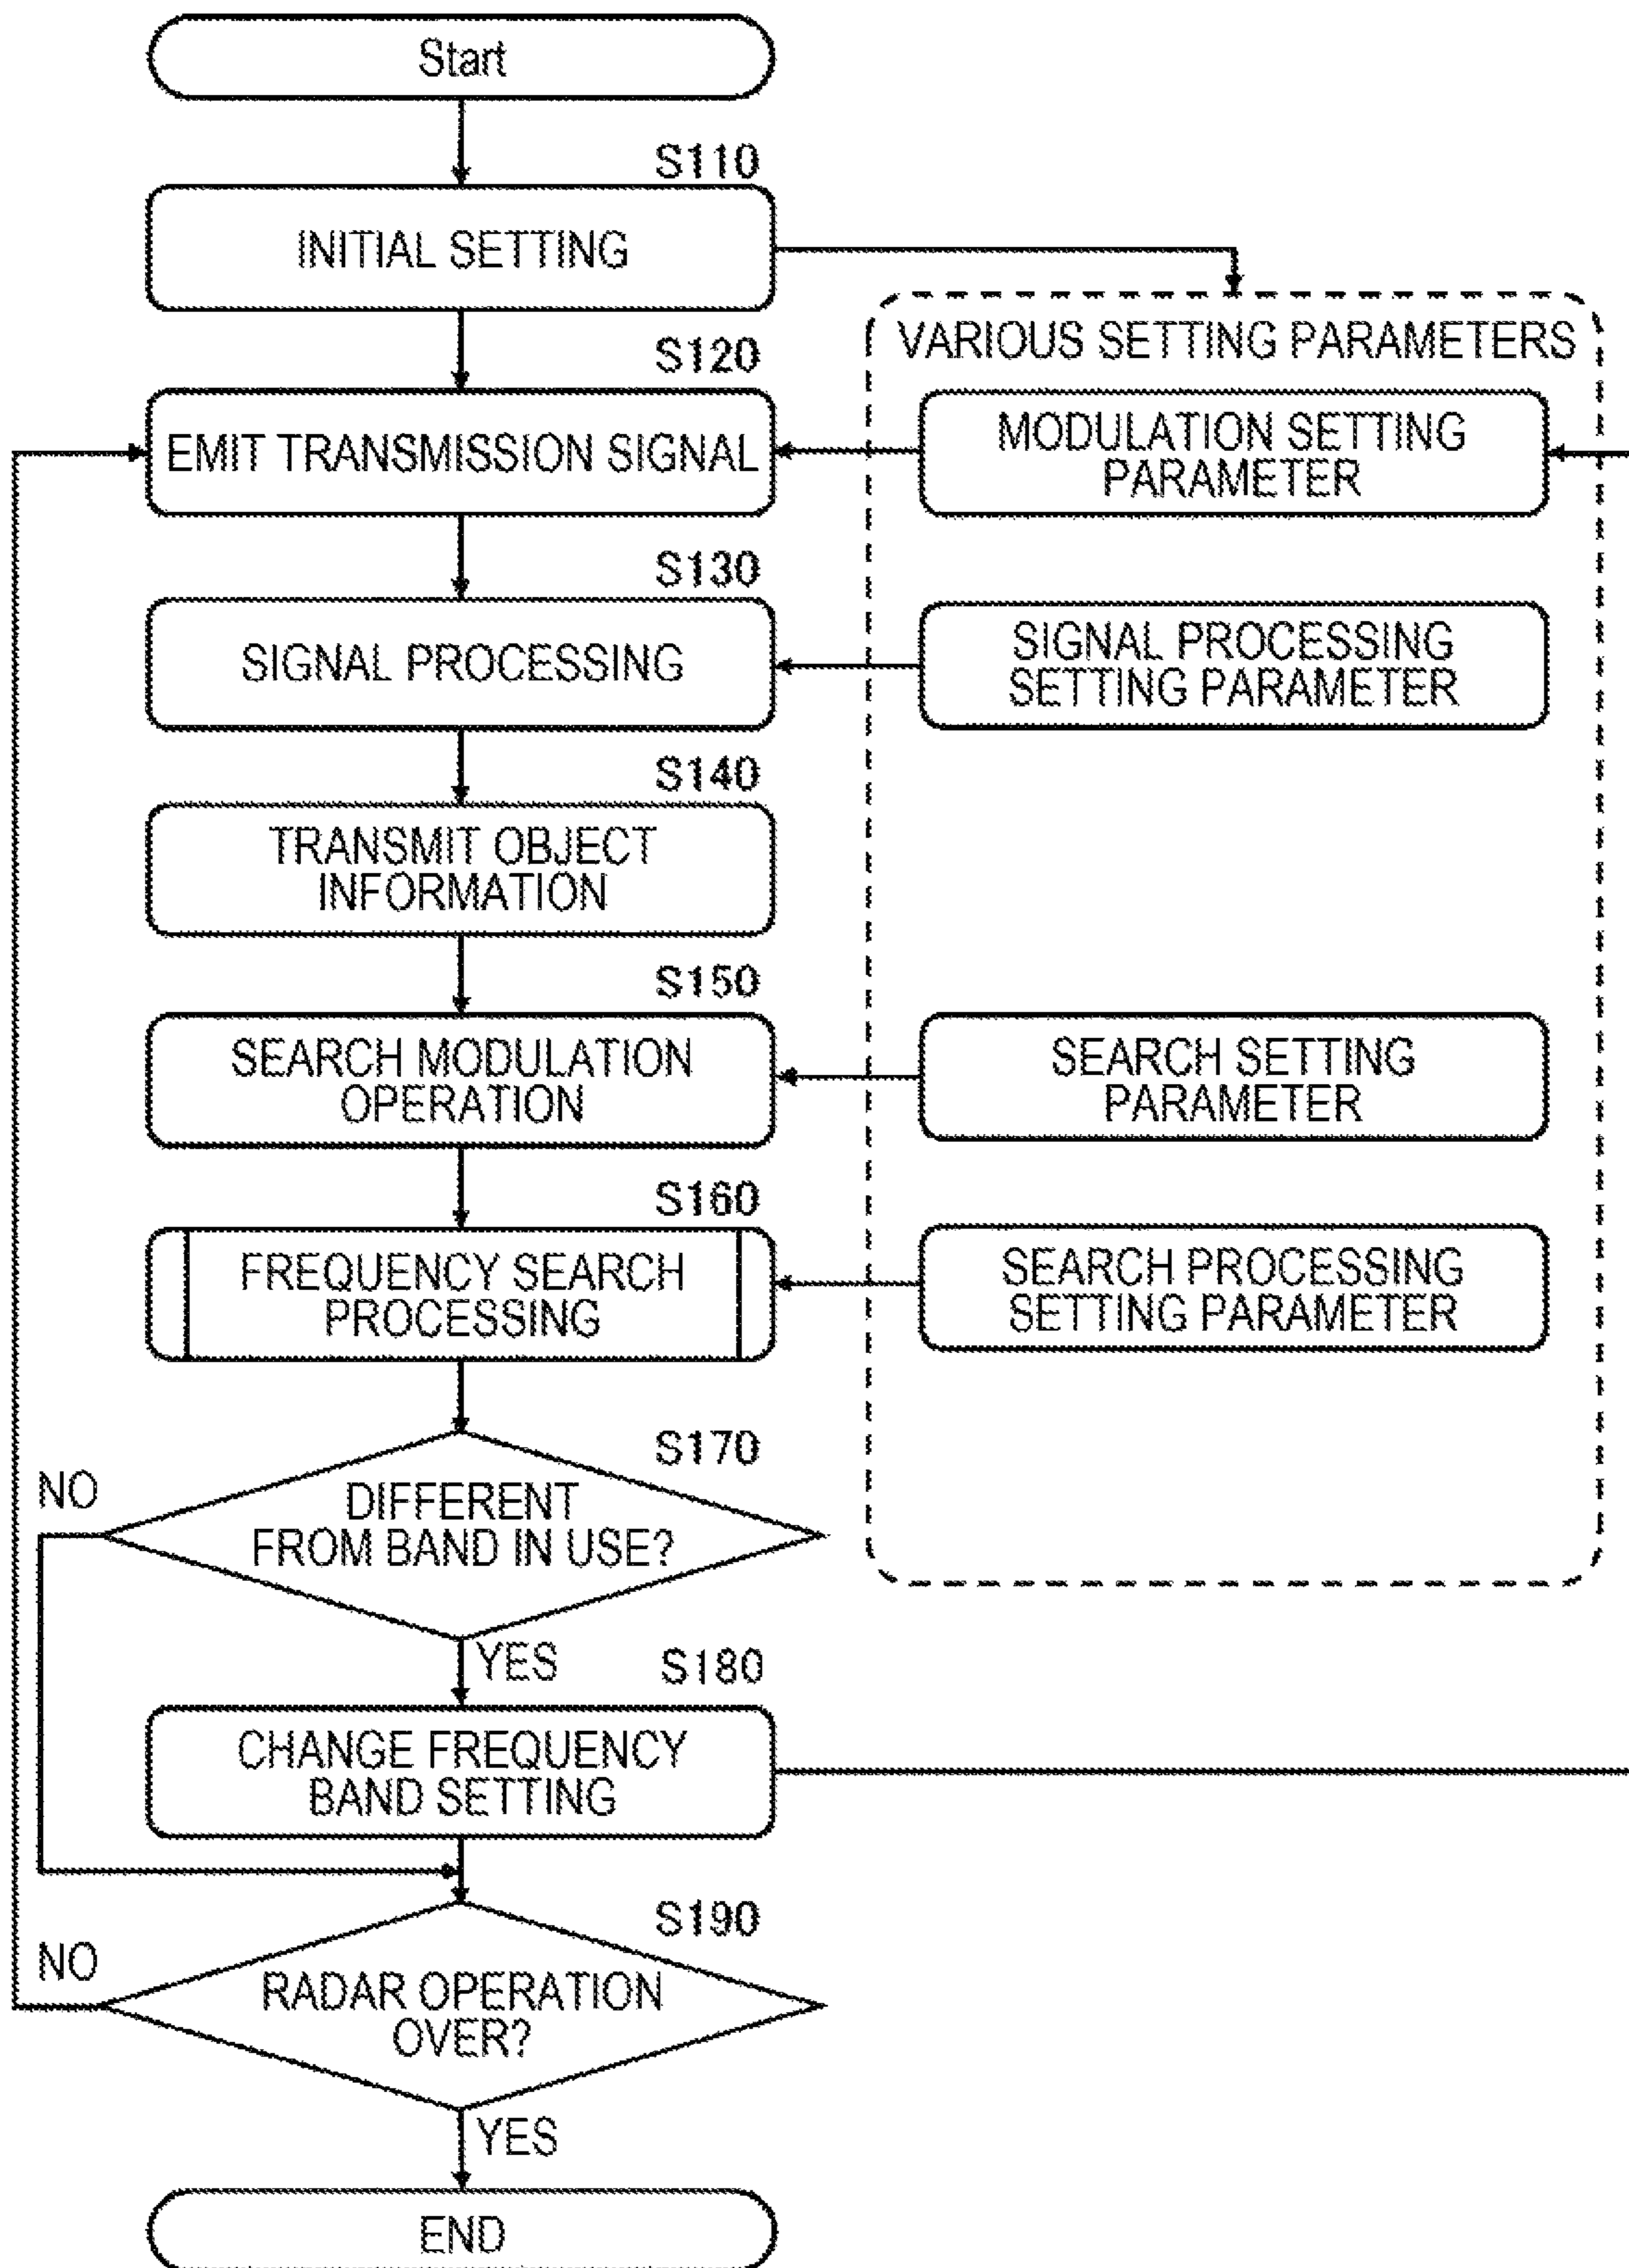 Start
S110
INITIAL SETTING
S120
VARIOUS SETTING PARAMETERS
EMIT TRANSMISSION SIGNAL
MODULATION SETTING
PARAMETER
S130
SIGNAL PROCESSING
SIGNAL PROCESSING
SETTING PARAMETER
S140
TRANSMIT OBJECT
INFORMATION
S150
SEARCH MODULATION
OPERATION
SEARCH SETTING
PARAMETER
S160
FREQUENCY SEARCH
PROCESSING
SEARCH PROCESSING
SETTING PARAMETER
S170
NO
DIFFERENT
FROM BAND IN USE?
YES
S180
CHANGE FREQUENCY
BAND SETTING
S190
NO
RADAR OPERATION
OVER?
YES
END